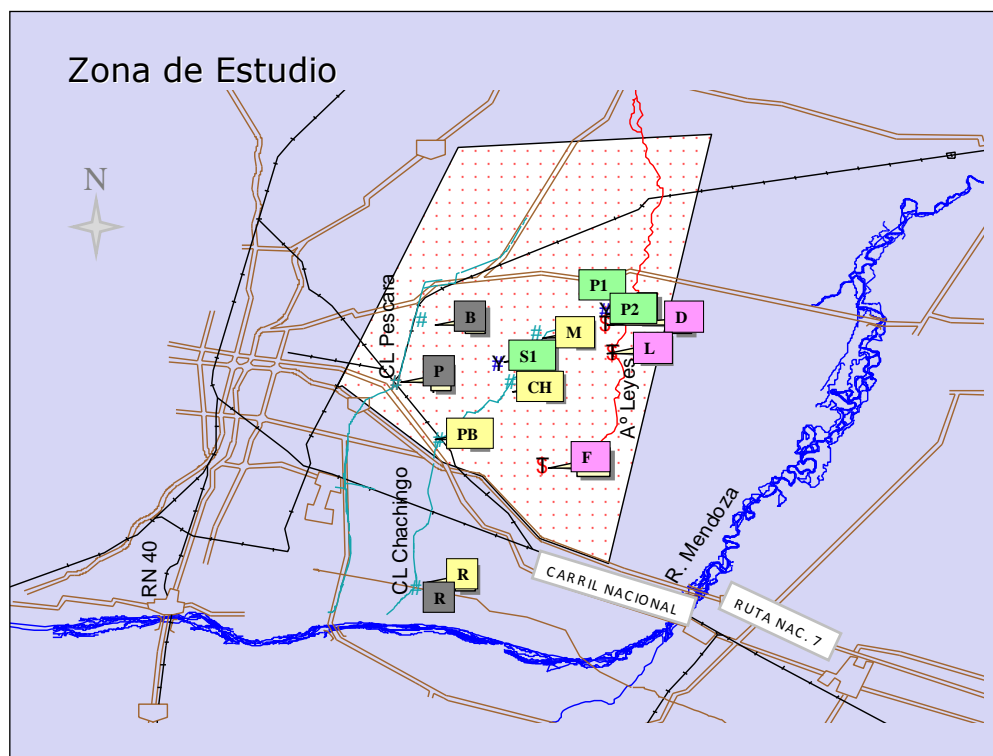 Zona de Estudio
N
CL Pescara
P1
P2
B
D
M
L
S1
P
CH
Aº Leyes
PB
F
CL Chachingo
R. Mendoza
RN 40
R
R
CARRIL NACIONAL
RUTA NAC. 7